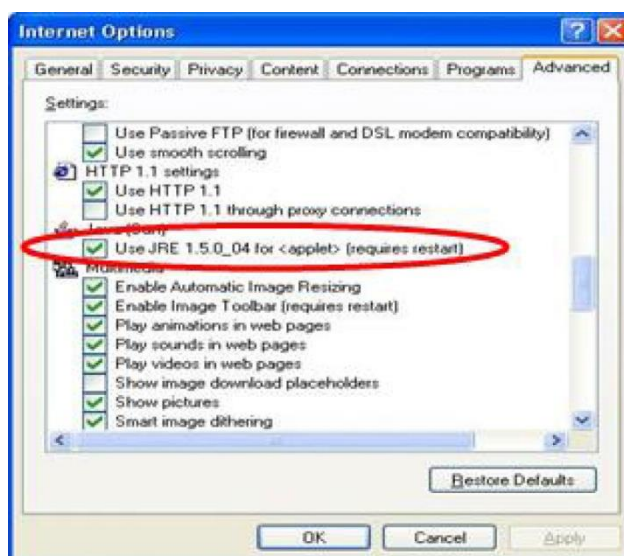 Internet Options
General Security Privacy Content Connections Programs Advanced
Settings:
Use Passive FTP (for firewall and DSL modem compatibility)
Use smooth scrolling
HTTP 1.1 settings
Use HTTP 1.1
Use HTTP 1.1 through proxy connections
Java (Sun)
Use JRE 1.5.0_04 for <applet> (requires restart)
Multimedia
Enable Automatic Image Resizing
Enable Image Toolbar (requires restart)
Play animations in web pages
Play sounds in web pages
Play videos in web pages
Show image download placeholders
Show pictures
Smart image dithering
Restore Defaults
OK Cancel Apply